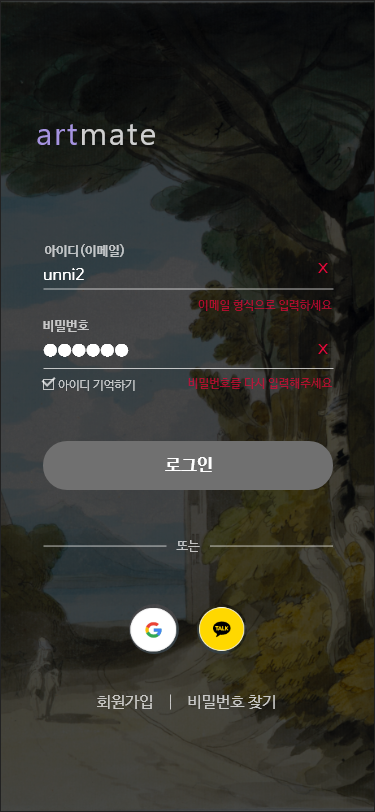 artmate
아이디(이메일)
unni2
X
이메일 형식으로 입력하세요
비밀번호
●●●●●●
X
아이디 기억하기
비밀번호를 다시 입력해주세요
로그인
또는
G
TALK
회원가입 | 비밀번호 찾기